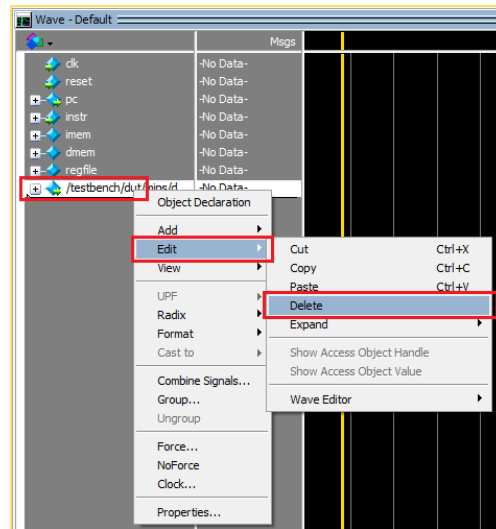 Wave - Default
Msgs
clk -No Data-
reset -No Data-
pc -No Data-
instr -No Data-
imem -No Data-
dmem -No Data-
regfile -No Data-
/testbench/dut/mips/d... -No Data-
Object Declaration
Add
Edit
View
UPF
Radix
Format
Cast to
Combine Signals...
Group...
Ungroup
Force...
NoForce
Clock...
Properties...
Cut Ctrl+X
Copy Ctrl+C
Paste Ctrl+V
Delete
Expand
Show Access Object Handle
Show Access Object Value
Wave Editor